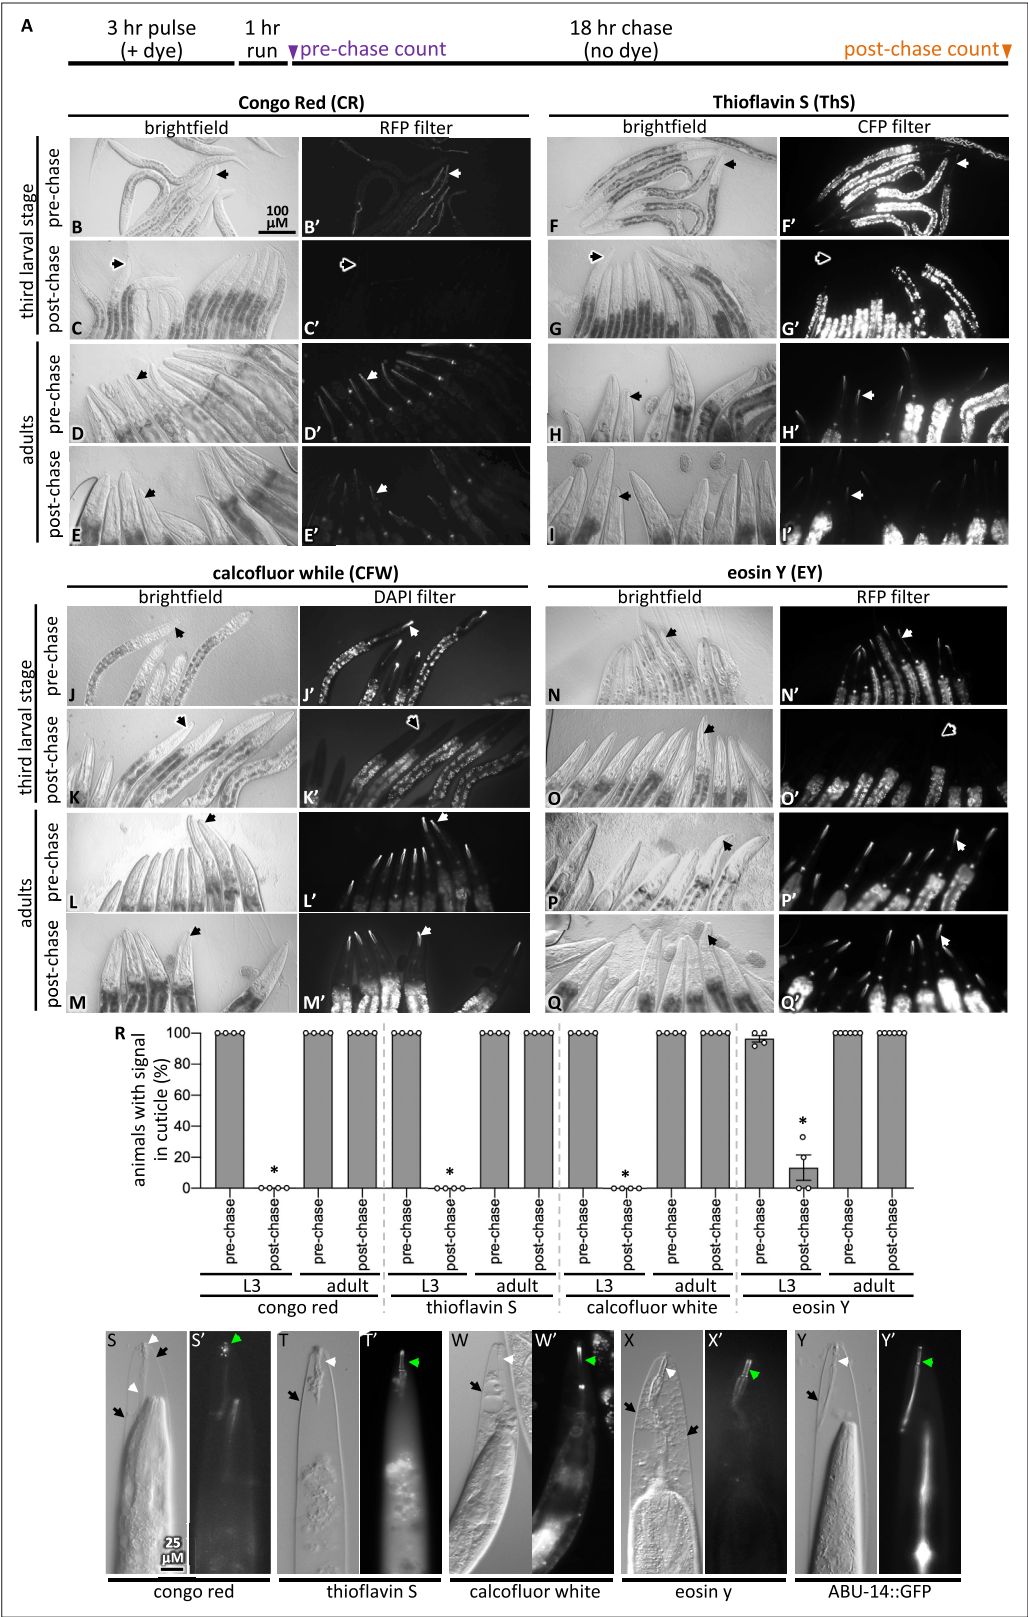 A
3 hr pulse
(+ dye)
1 hr
run
pre-chase count
18 hr chase
(no dye)
post-chase count
Congo Red (CR)
Thioflavin S (ThS)
brightfield
RFP filter
brightfield
CFP filter
third larval stage
pre-chase
B
100
µM
B'
F
F'
post-chase
C
C'
G
G'
adults
pre-chase
D
D'
H
H'
post-chase
E
E'
I
I'
calcofluor while (CFW)
eosin Y (EY)
brightfield
DAPI filter
brightfield
RFP filter
third larval stage
pre-chase
J
J'
N
N'
post-chase
K
K'
O
O'
adults
pre-chase
L
L'
P
P'
post-chase
M
M'
Q
Q'
R
animals with signal
in cuticle (%)
100
80
60
40
20
0
* * * *
pre-chase post-chase pre-chase post-chase pre-chase post-chase pre-chase post-chase pre-chase post-chase pre-chase post-chase pre-chase post-chase pre-chase post-chase
L3 adult L3 adult L3 adult L3 adult
congo red thioflavin S calcofluor white eosin Y
S S' T T' W W' X X' Y Y'
25
µM
congo red thioflavin S calcofluor white eosin y ABU-14::GFP